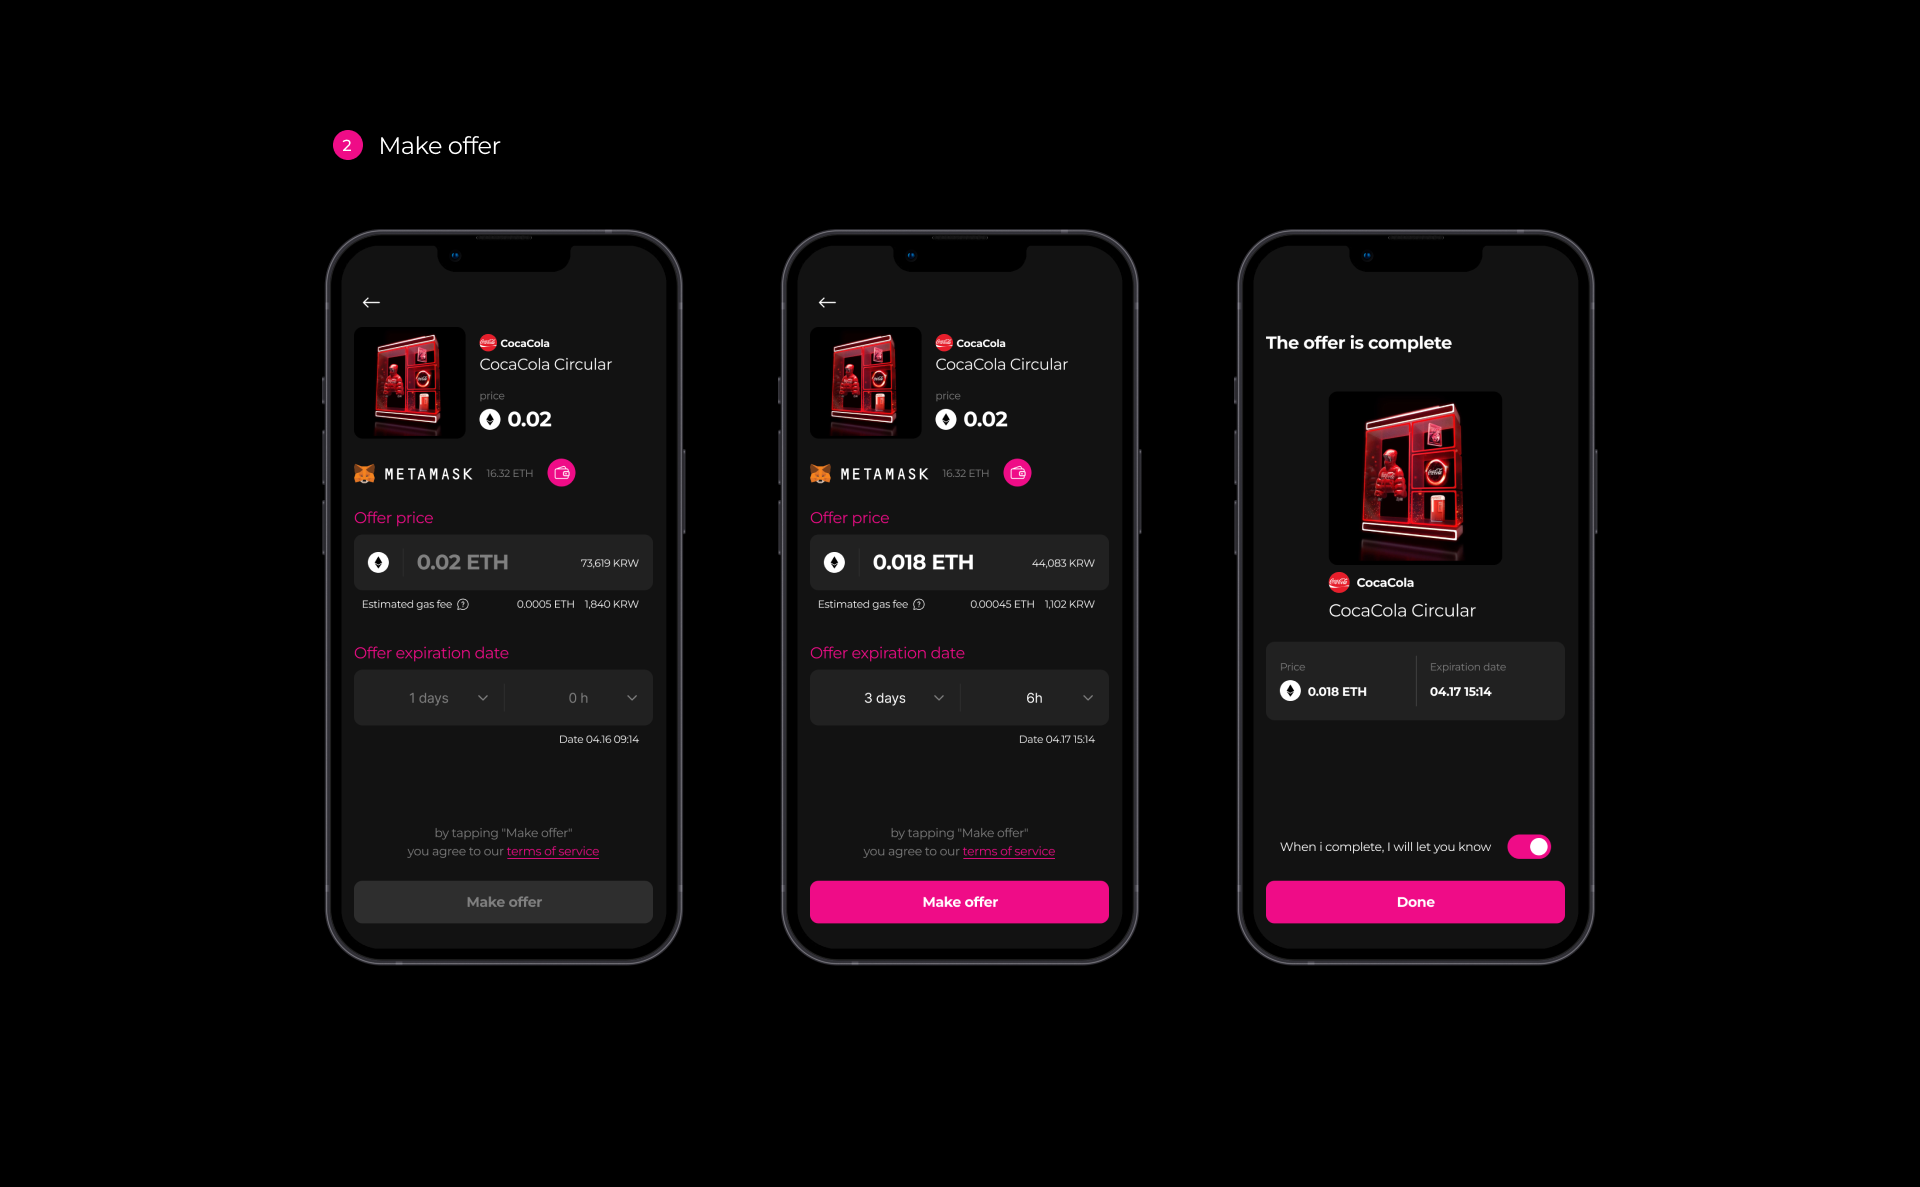 2 Make offer
CocaCola
CocaCola Circular
price
0.02
METAMASK 16.32 ETH
Offer price
0.02 ETH 73,619 KRW
Estimated gas fee ? 0.0005 ETH 1,840 KRW
Offer expiration date
1 days 0 h
Date 04.16 09:14
by tapping "Make offer"
you agree to our terms of service
Make offer
CocaCola
CocaCola Circular
price
0.02
METAMASK 16.32 ETH
Offer price
0.018 ETH 44,083 KRW
Estimated gas fee ? 0.00045 ETH 1,102 KRW
Offer expiration date
3 days 6h
Date 04.17 15:14
by tapping "Make offer"
you agree to our terms of service
Make offer
The offer is complete
CocaCola
CocaCola Circular
Price Expiration date
0.018 ETH 04.17 15:14
When i complete, I will let you know
Done